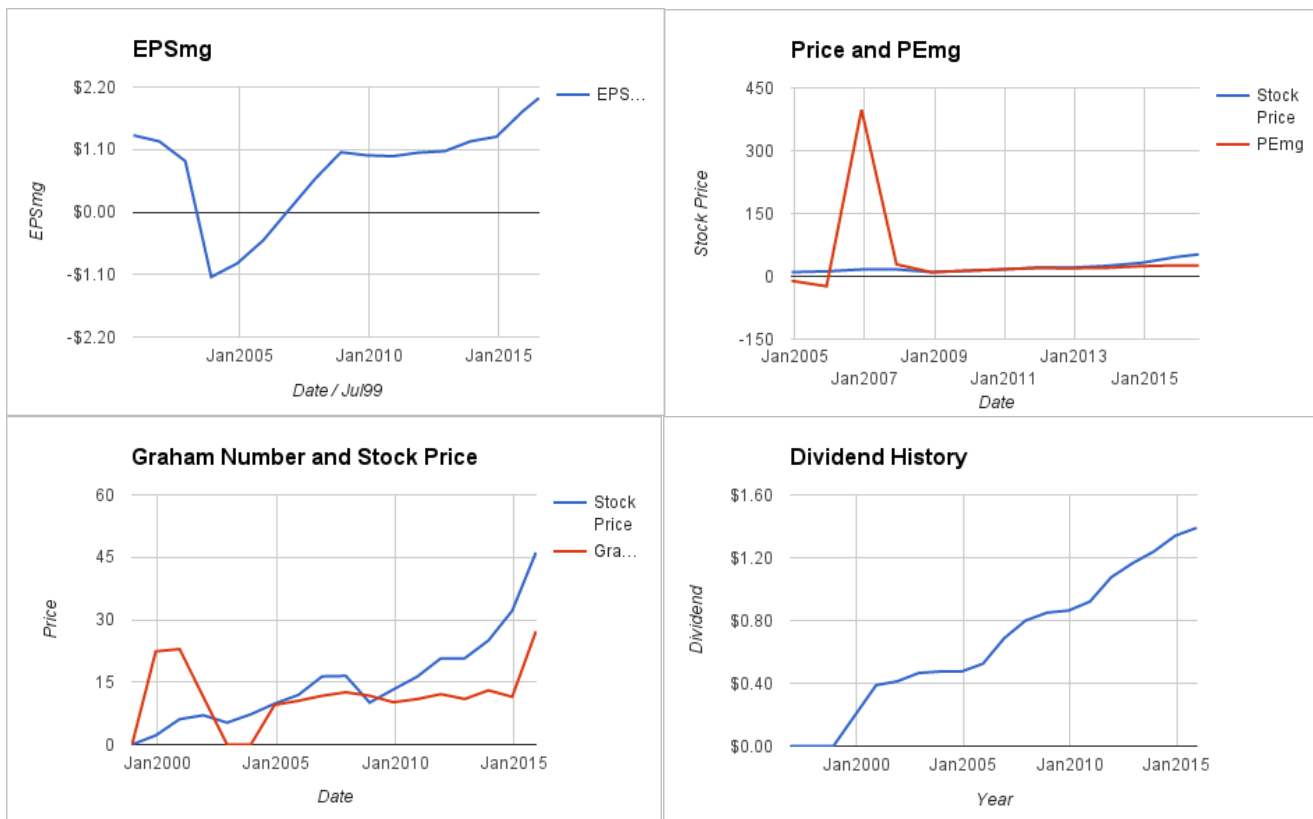 EPSmg
$2.20
$1.10
$0.00
-$1.10
-$2.20
EPSmg
Jan2005
Jan2010
Jan2015
Date / Jul99
EPS...
Price and PEmg
450
300
150
0
-150
Stock Price
Jan2005
Jan2009
Jan2013
Jan2007
Jan2011
Jan2015
Date
Stock
Price
PEmg
Graham Number and Stock Price
60
45
30
15
0
Price
Jan2000
Jan2005
Jan2010
Jan2015
Date
Stock
Price
Gra...
Dividend History
$1.60
$1.20
$0.80
$0.40
$0.00
Dividend
Jan2000
Jan2005
Jan2010
Jan2015
Year